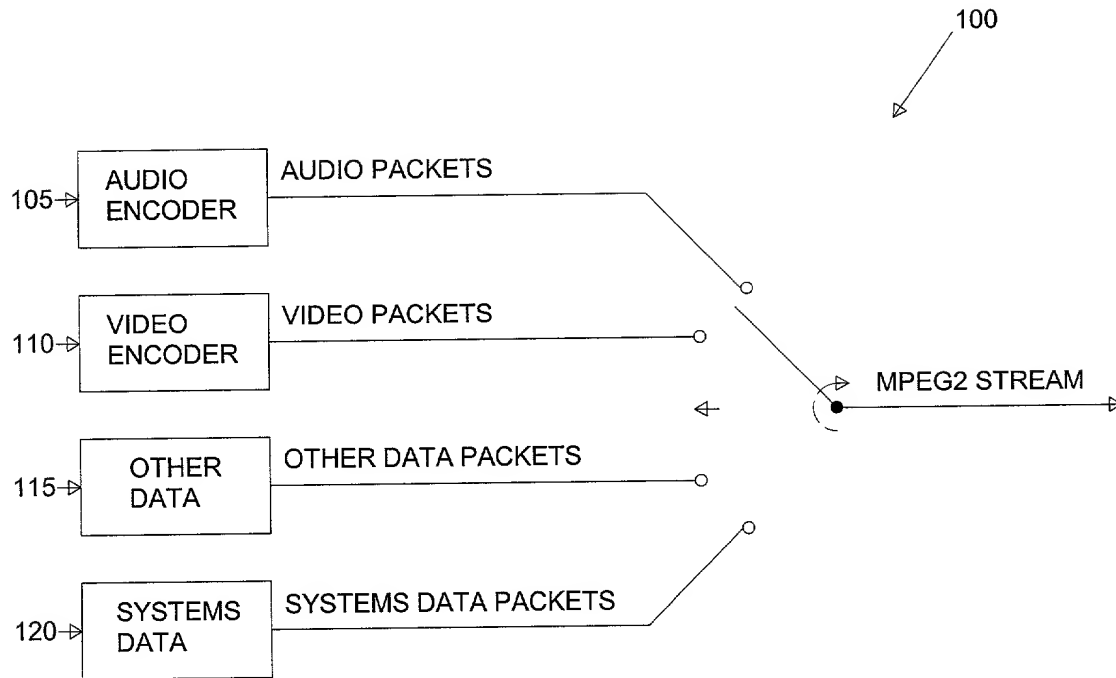 100
105
AUDIO
ENCODER
AUDIO PACKETS
110
VIDEO
ENCODER
VIDEO PACKETS
MPEG2 STREAM
115
OTHER
DATA
OTHER DATA PACKETS
120
SYSTEMS
DATA
SYSTEMS DATA PACKETS